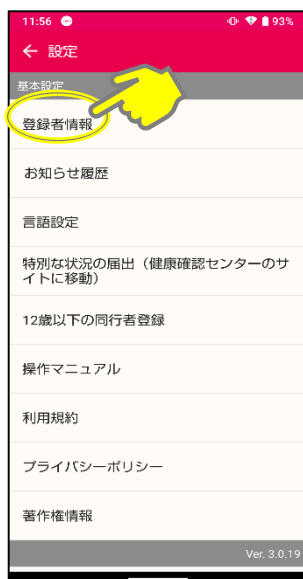 11:56
93%
← 設定
基本設定
登録者情報
お知らせ履歴
言語設定
特別な状況の届出（健康確認センターのサ
イトに移動）
12歳以下の同行者登録
操作マニュアル
利用規約
プライバシーポリシー
著作権情報
Ver. 3.0.19